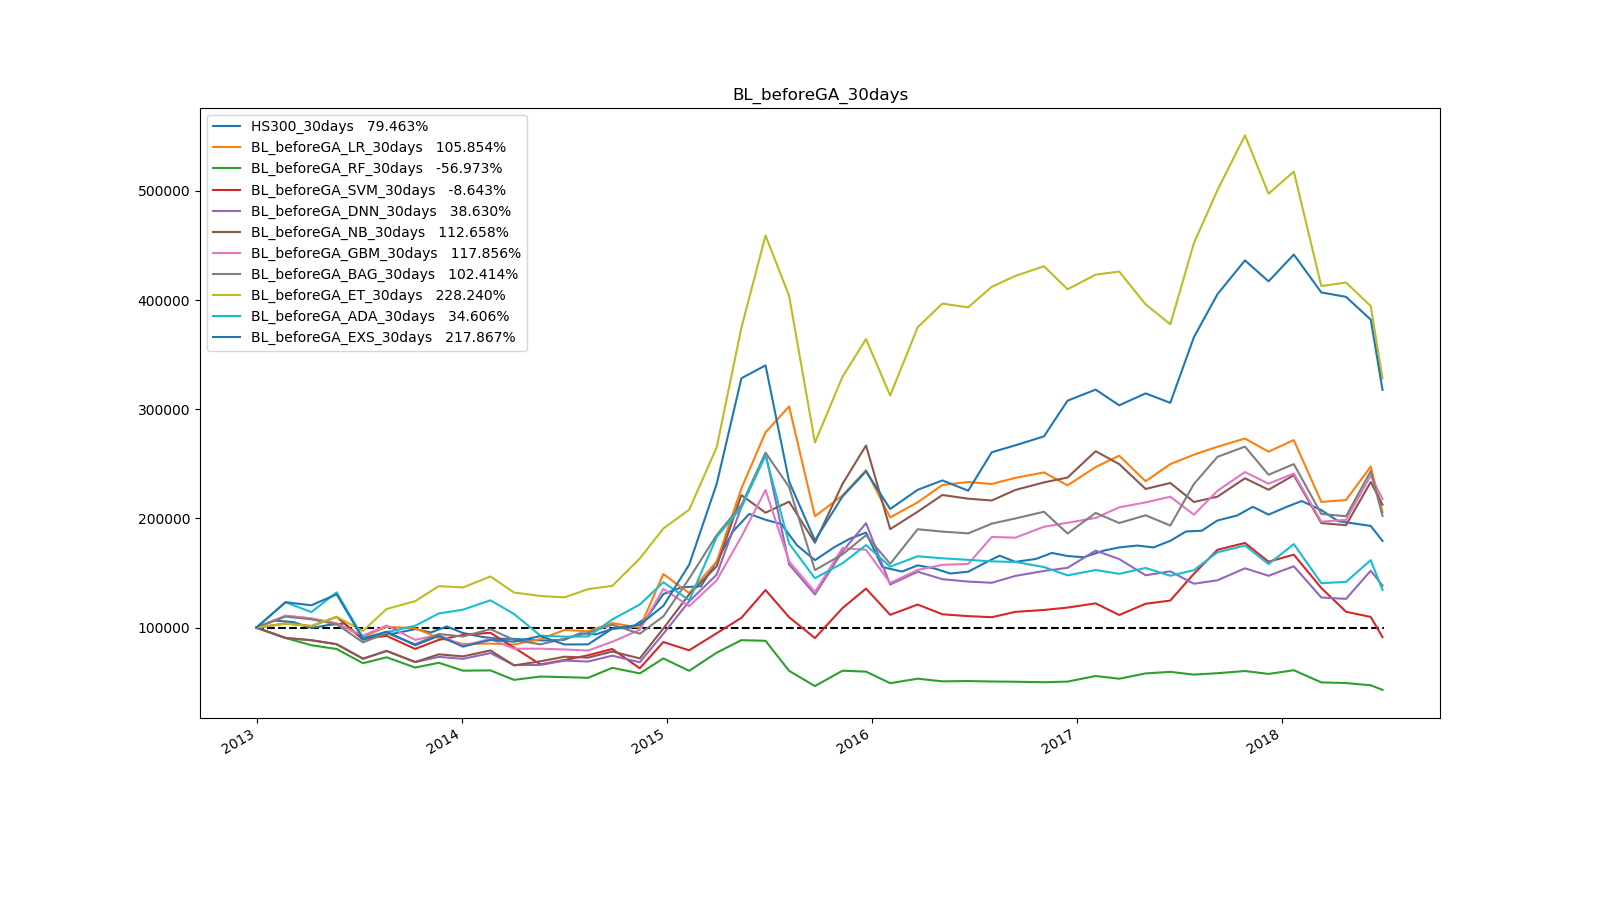 BL_beforeGA_30days
HS300_30days 79.463%
BL_beforeGA_LR_30days 105.854%
BL_beforeGA_RF_30days -56.973%
BL_beforeGA_SVM_30days -8.643%
BL_beforeGA_DNN_30days 38.630%
BL_beforeGA_NB_30days 112.658%
BL_beforeGA_GBM_30days 117.856%
BL_beforeGA_BAG_30days 102.414%
BL_beforeGA_ET_30days 228.240%
BL_beforeGA_ADA_30days 34.606%
BL_beforeGA_EXS_30days 217.867%
500000
400000
300000
200000
100000
2013
2014
2015
2016
2017
2018